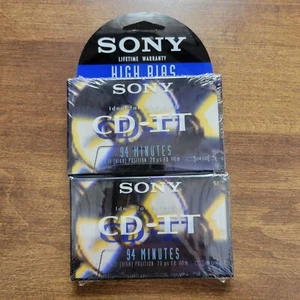 SONY
LIFETIME WARRANTY
HIGH BIAS
SONY
CD-IT
94 MINUTES
SONY
CD-IT
94 MINUTES